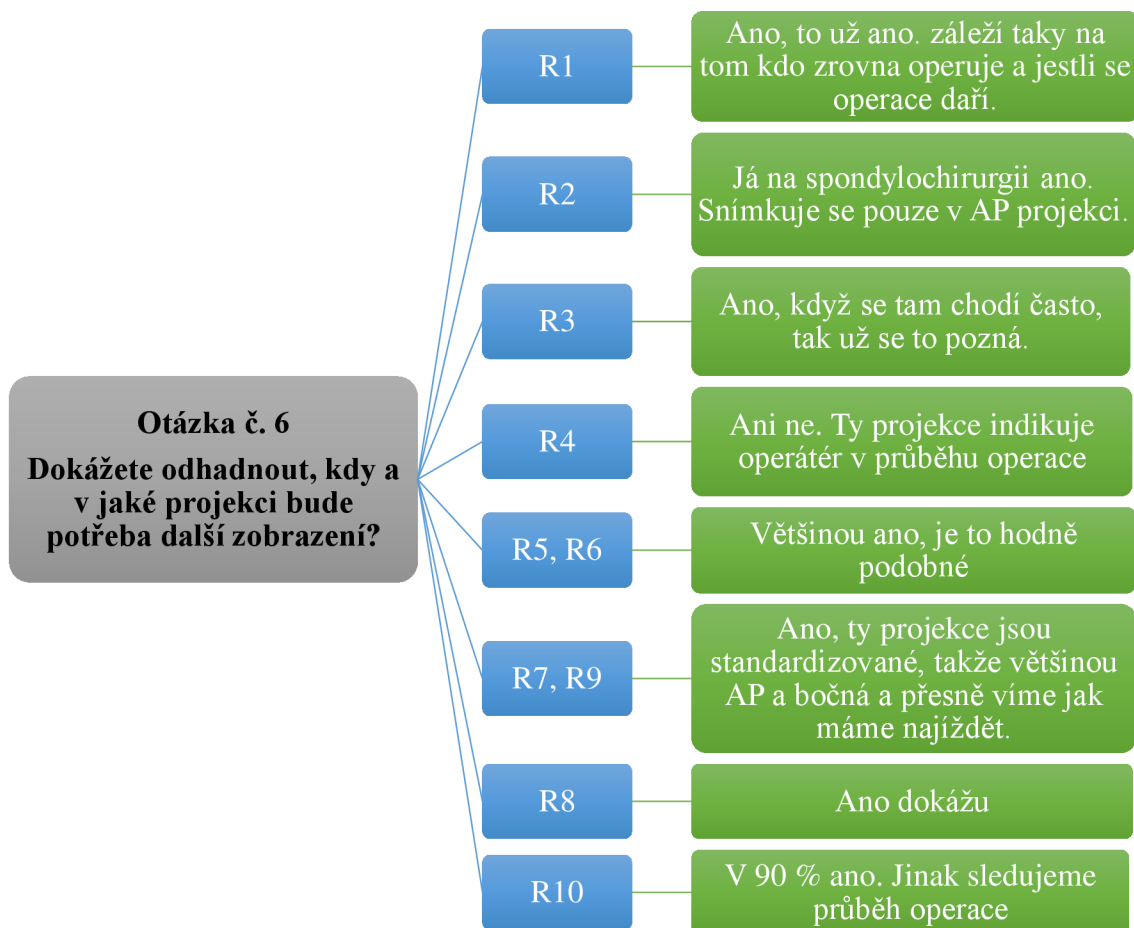 Otázka č. 6
Dokážete odhadnout, kdy a
v jaké projekci bude
potřeba další zobrazení?
R1
Ano, to už ano. záleží taky na
tom kdo zrovna operuje a jestli se
operace daří.
R2
Já na spondylochirurgii ano.
Snímkuje se pouze v AP projekci.
R3
Ano, když se tam chodí často,
tak už se to pozná.
R4
Ani ne. Ty projekce indikuje
operátér v průběhu operace
R5, R6
Většinou ano, je to hodně
podobné
R7, R9
Ano, ty projekce jsou
standardizované, takže většinou
AP a bočná a přesně víme jak
máme najíždět.
R8
Ano dokážu
R10
V 90 % ano. Jinak sledujeme
průběh operace